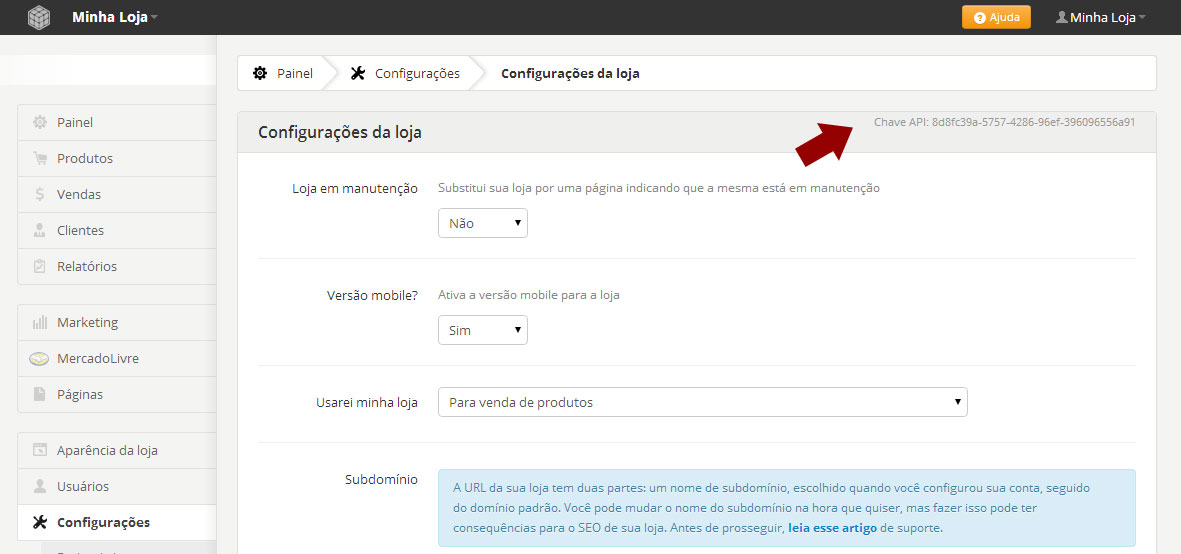 Minha Loja
Ajuda
Minha Loja
Painel
Configurações
Configurações da loja
Painel
Produtos
Vendas
Clientes
Relatórios
Marketing
MercadoLivre
Páginas
Aparência da loja
Usuários
Configurações
Configurações da loja
Chave API: 8d8fc39a-5757-4286-96ef-396096556a91
Loja em manutenção
Substitui sua loja por uma página indicando que a mesma está em manutenção
Não
Versão mobile?
Ativa a versão mobile para a loja
Sim
Usarei minha loja
Para venda de produtos
Subdomínio
A URL da sua loja tem duas partes: um nome de subdomínio, escolhido quando você configurou sua conta, seguido
do domínio padrão. Você pode mudar o nome do subdomínio na hora que quiser, mas fazer isso pode ter
consequências para o SEO de sua loja. Antes de prosseguir, leia esse artigo de suporte.